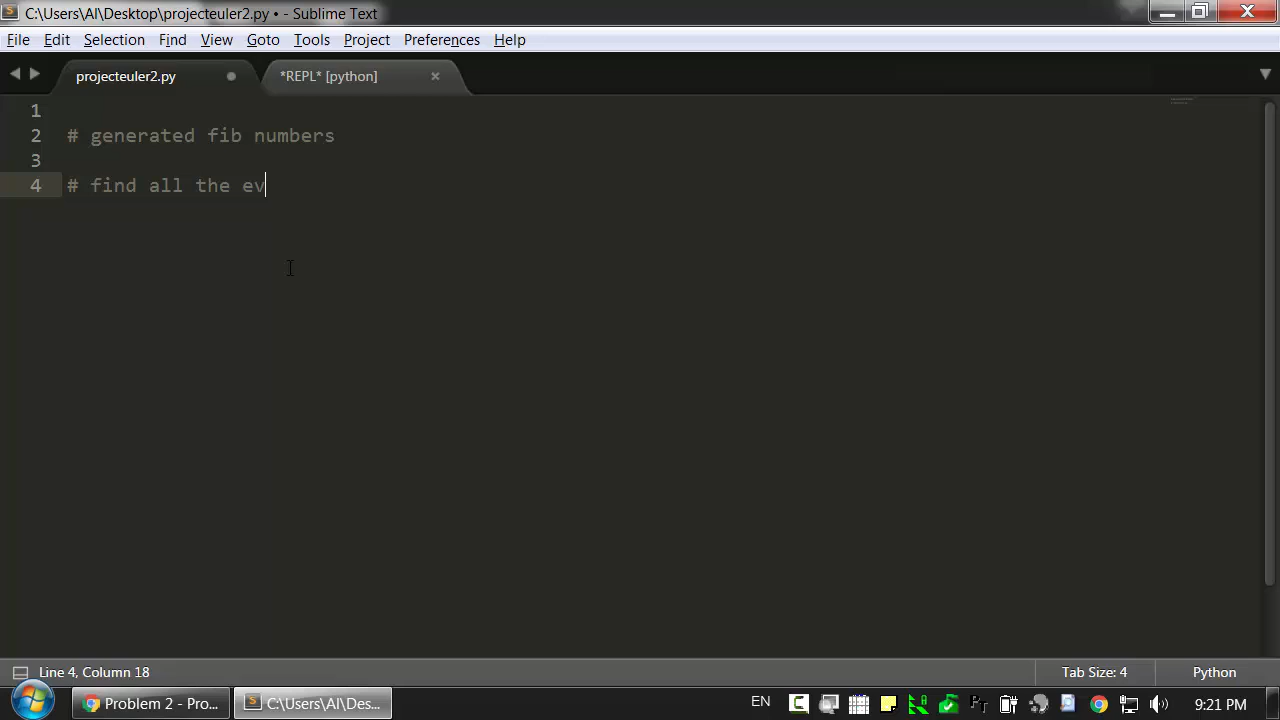 C:\Users\AI\Desktop\projecteuler2.py • - Sublime Text
File Edit Selection Find View Goto Tools Project Preferences Help
projecteuler2.py *REPL* [python]
1
2 # generated fib numbers
3
4 # find all the ev
Line 4, Column 18 Tab Size: 4 Python
Problem 2 - Pro... C:\Users\AI\Des... EN 9:21 PM